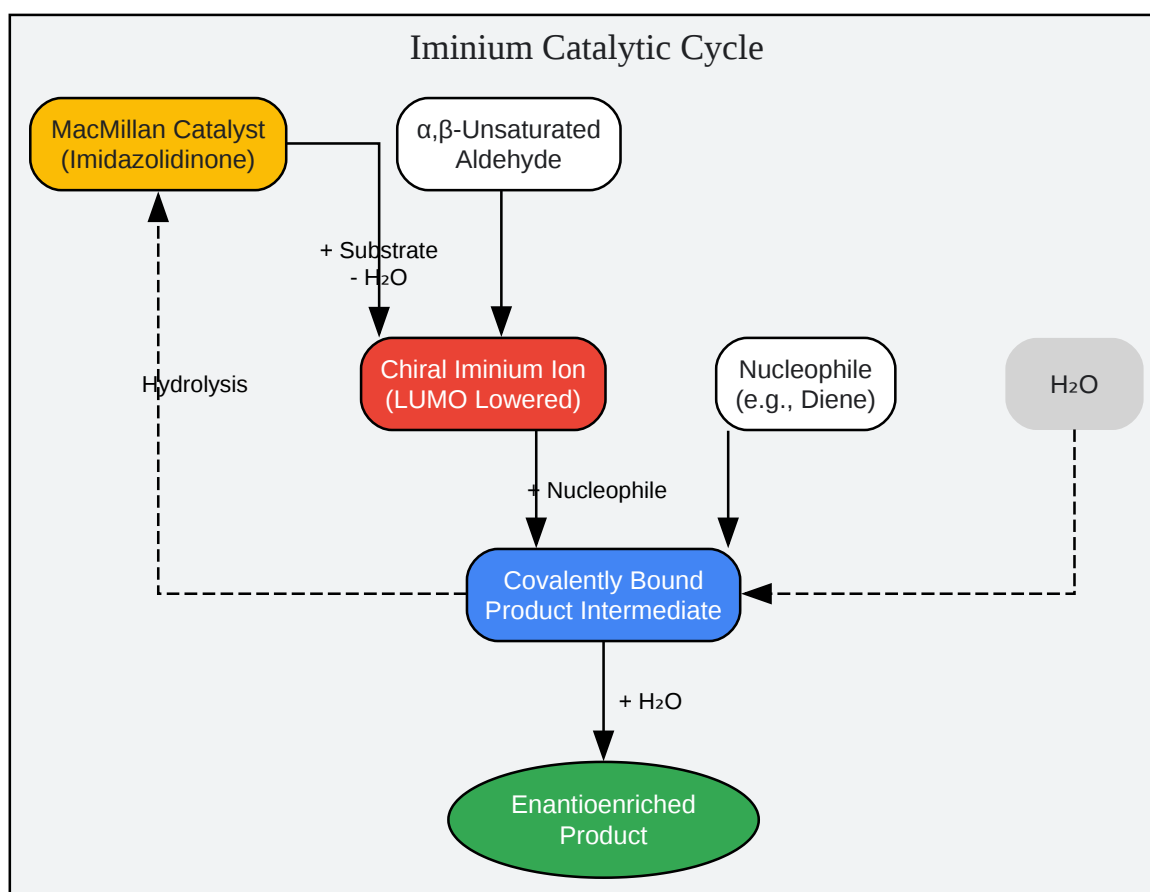 Iminium Catalytic Cycle
MacMillan Catalyst
(Imidazolidinone)
α,β-Unsaturated
Aldehyde
+ Substrate
- H₂O
Chiral Iminium Ion
(LUMO Lowered)
Nucleophile
(e.g., Diene)
H₂O
Hydrolysis
+ Nucleophile
Covalently Bound
Product Intermediate
+ H₂O
Enantioenriched
Product